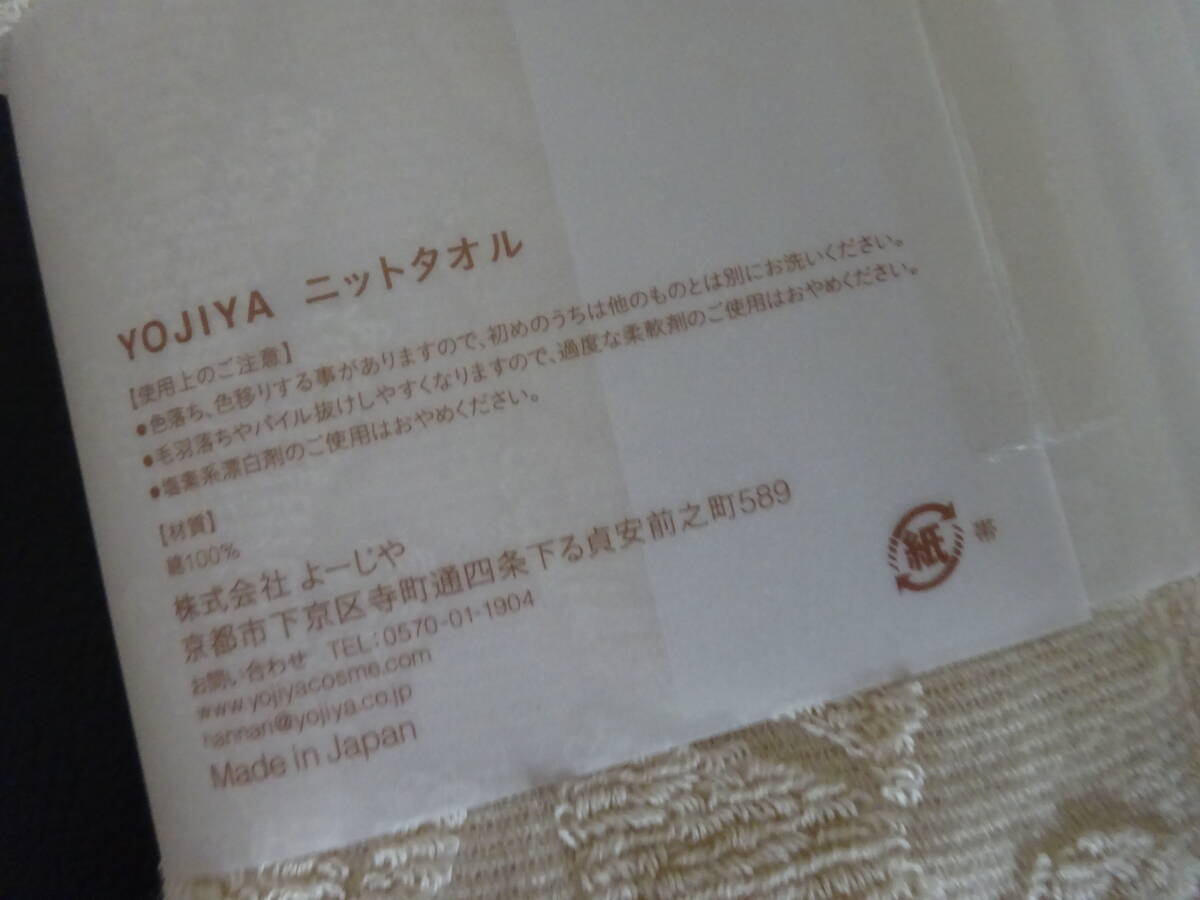 YOJIYA ニットタオル
【使用上のご注意】
●色落ち、色移りする事がありますので、初めのうちは他のものとは別にお洗いください。
●毛羽落ちやパイル抜けしやすくなりますので、過度な柔軟剤のご使用はおやめください。
●塩素系漂白剤のご使用はおやめください。
【材質】
綿100%
株式会社 よーじや
京都市下京区寺町通四条下る貞安前之町589
お問い合わせ TEL:0570-01-1904
www.yojiyacosme.com
hannari@yojiya.co.jp
Made in Japan
紙 帯